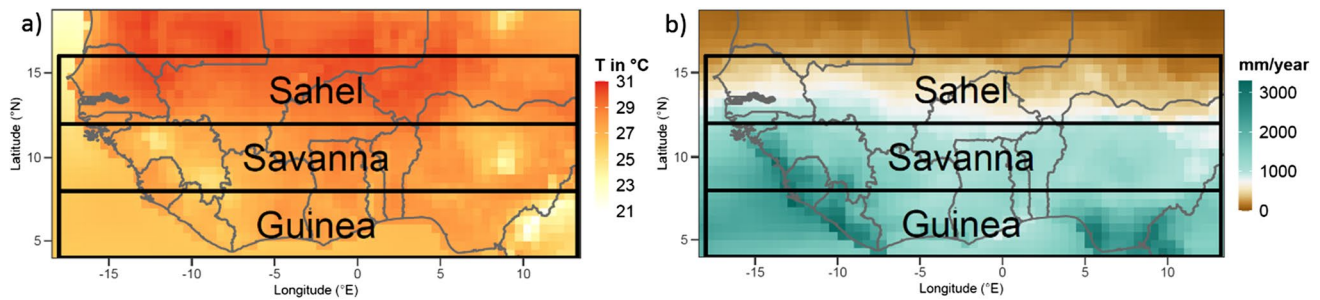 a)
T in °C
31
29
27
25
23
21
Sahel
Savanna
Guinea
15
10
5
Latitude (°N)
-15 -10 -5 0 5 10
Longitude (°E)
b)
mm/year
3000
2000
1000
0
Sahel
Savanna
Guinea
15
10
5
Latitude (°N)
-15 -10 -5 0 5 10
Longitude (°E)